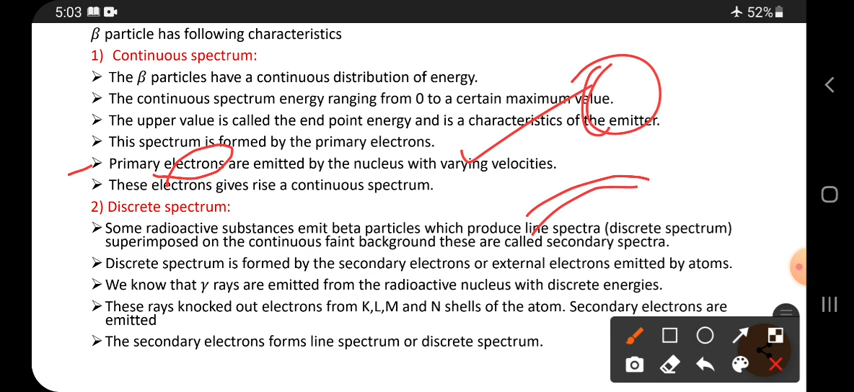 5:03
52%
β particle has following characteristics
1) Continuous spectrum:
➤ The β particles have a continuous distribution of energy.
➤ The continuous spectrum energy ranging from 0 to a certain maximum value.
➤ The upper value is called the end point energy and is a characteristics of the emitter.
➤ This spectrum is formed by the primary electrons.
➤ Primary electrons are emitted by the nucleus with varying velocities.
➤ These electrons gives rise a continuous spectrum.
2) Discrete spectrum:
➤ Some radioactive substances emit beta particles which produce line spectra (discrete spectrum)
superimposed on the continuous faint background these are called secondary spectra.
➤ Discrete spectrum is formed by the secondary electrons or external electrons emitted by atoms.
➤ We know that γ rays are emitted from the radioactive nucleus with discrete energies.
➤ These rays knocked out electrons from K,L,M and N shells of the atom. Secondary electrons are
emitted
➤ The secondary electrons forms line spectrum or discrete spectrum.